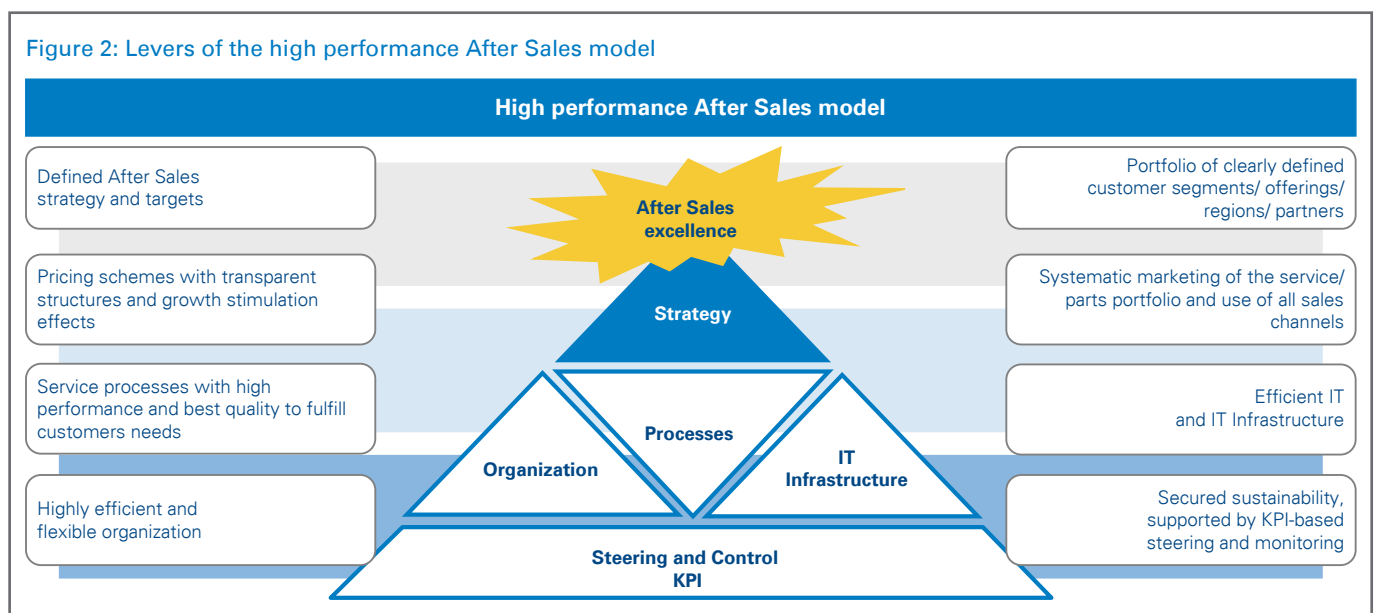 Figure 2: Levers of the high performance After Sales model
High performance After Sales model
Defined After Sales
strategy and targets
Pricing schemes with transparent
structures and growth stimulation
effects
Service processes with high
performance and best quality to fulfill
customers needs
Highly efficient and
flexible organization
After Sales
excellence
Strategy
Processes
Organization
IT
Infrastructure
Steering and Control
KPI
Portfolio of clearly defined
customer segments/ offerings/
regions/ partners
Systematic marketing of the service/
parts portfolio and use of all sales
channels
Efficient IT
and IT Infrastructure
Secured sustainability,
supported by KPI-based
steering and monitoring